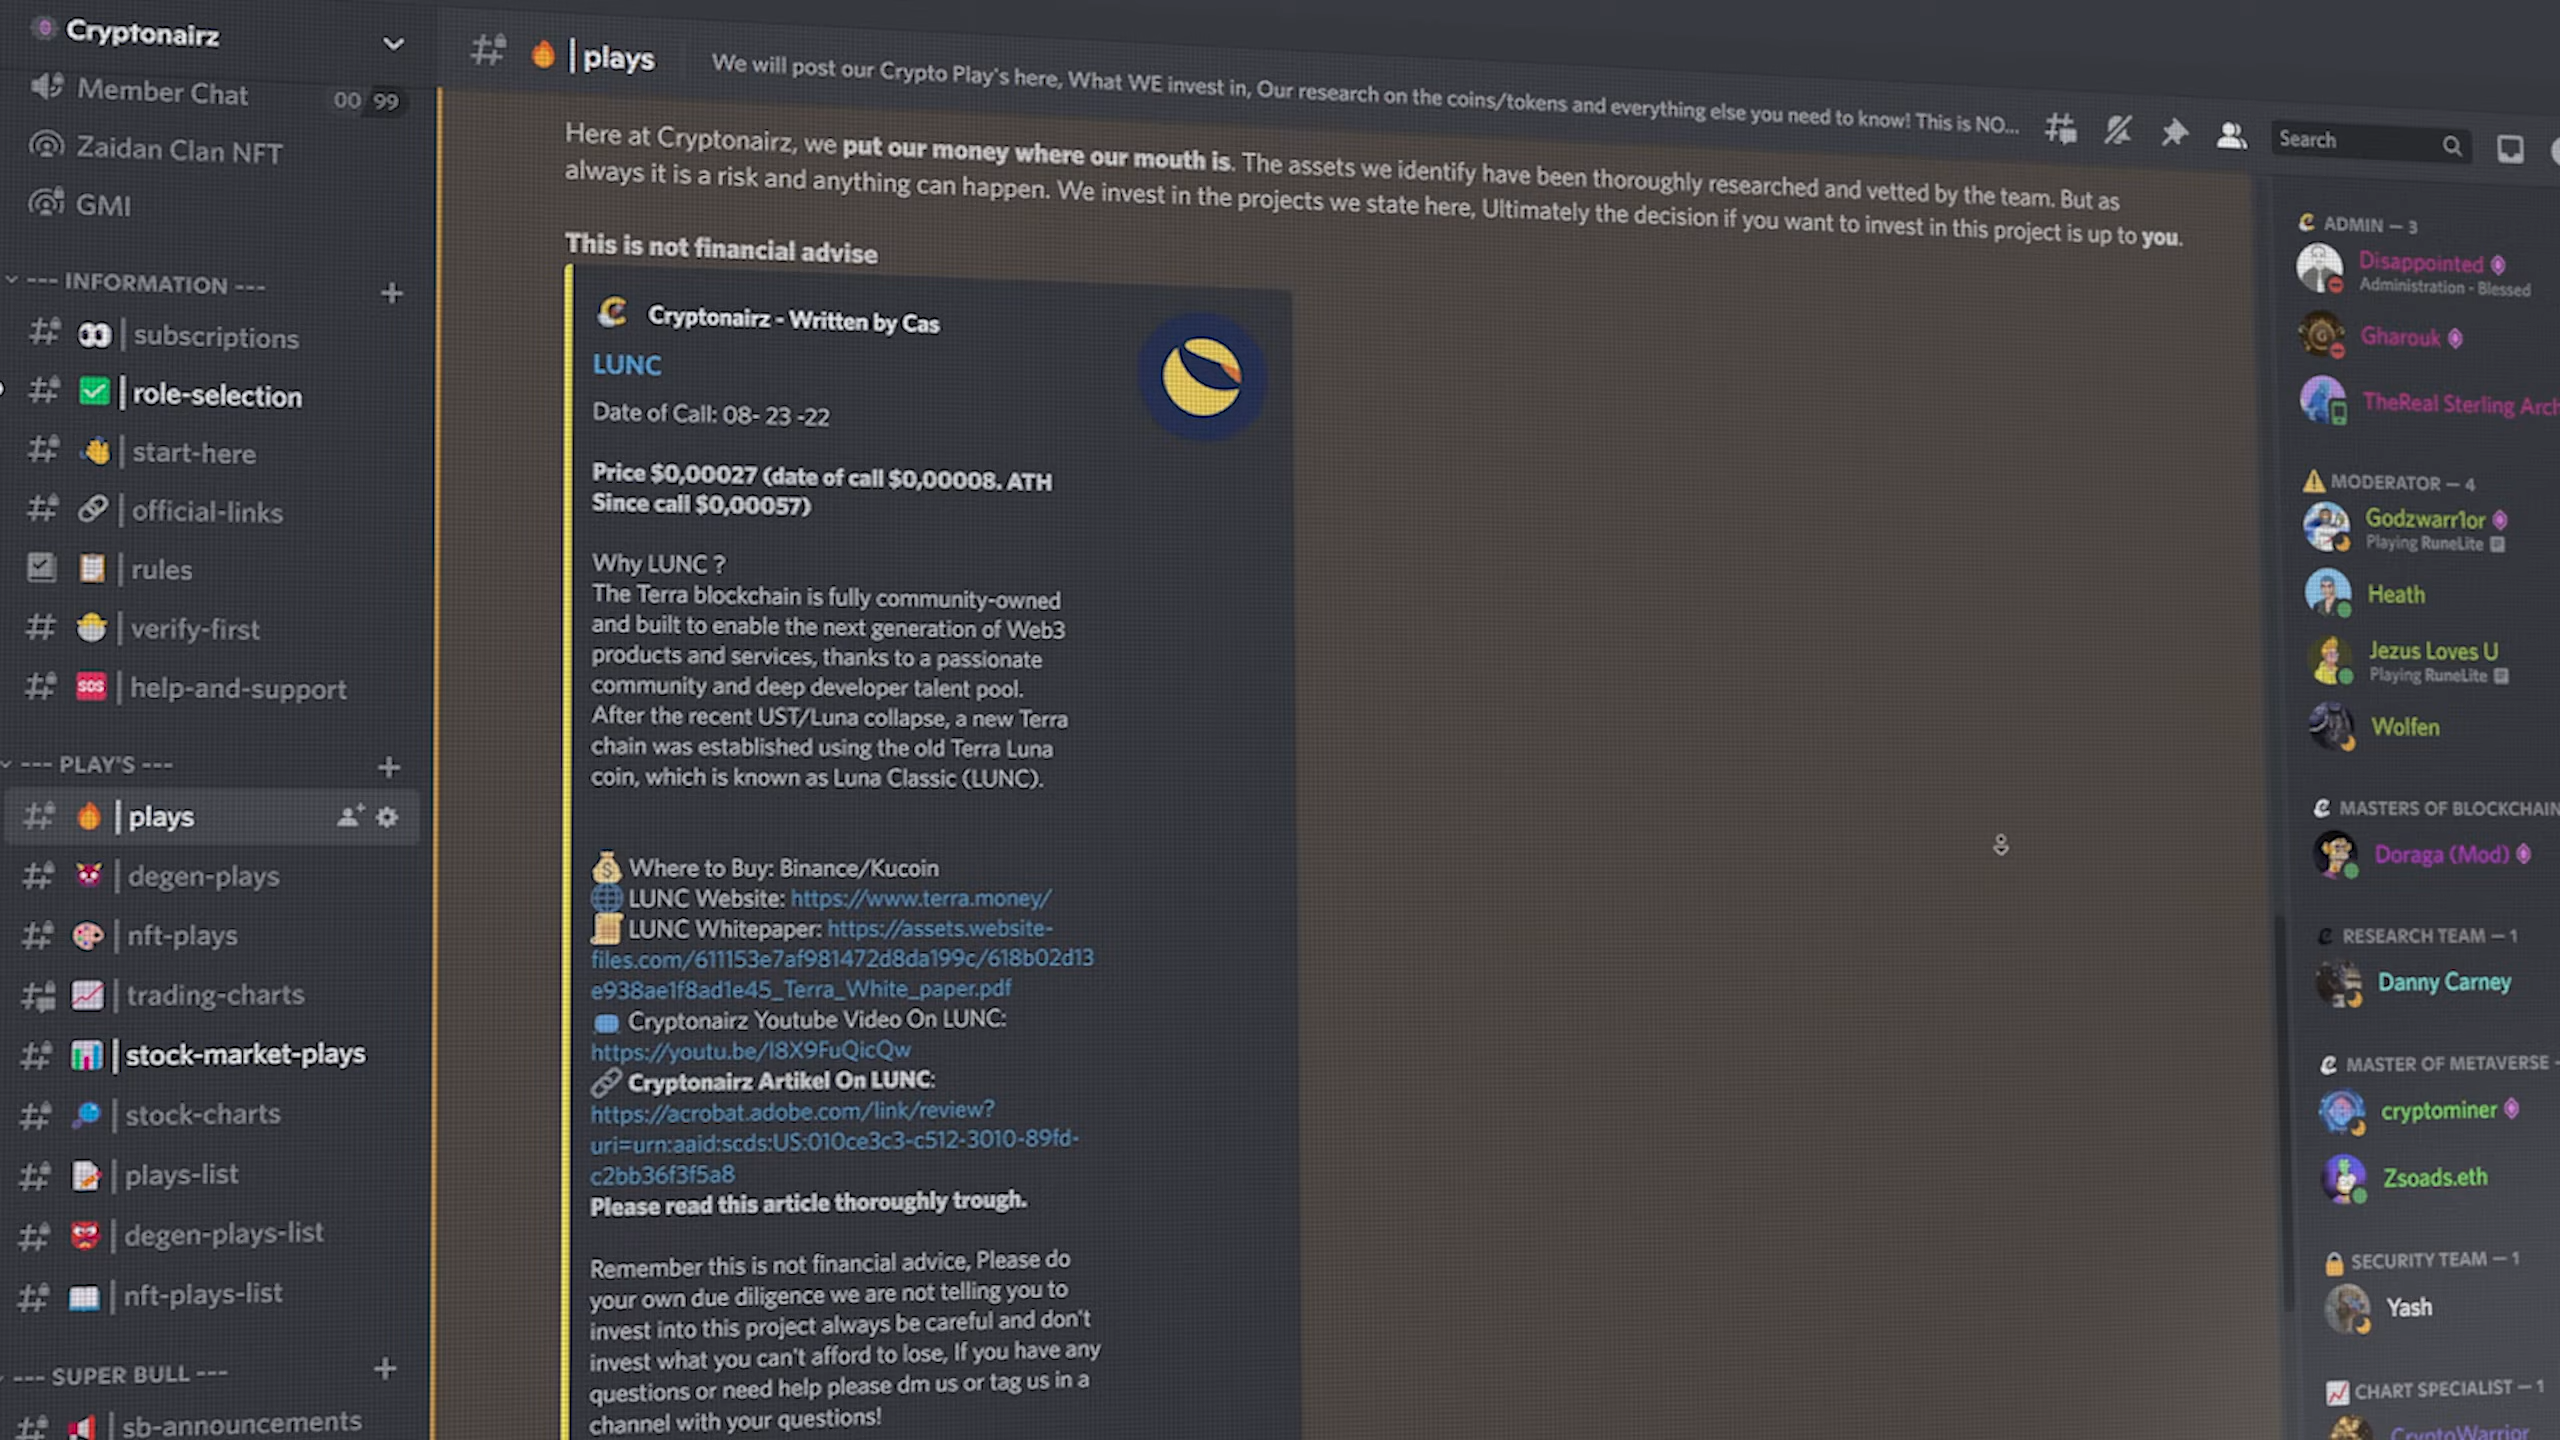 Cryptonairz
Member Chat
00 99
Zaidan Clan NFT
GMI
--- INFORMATION ---
| subscriptions
| role-selection
| start-here
| official-links
| rules
| verify-first
SOS | help-and-support
--- PLAY'S ---
| plays
| degen-plays
| nft-plays
| trading-charts
| stock-market-plays
| stock-charts
| plays-list
| degen-plays-list
| nft-plays-list
--- SUPER BULL ---
| sb-announcements
| plays
We will post our Crypto Play's here, What WE invest in, Our research on the coins/tokens and everything else you need to know! This is NO...
Search
Here at Cryptonairz, we put our money where our mouth is. The assets we identify have been thoroughly researched and vetted by the team. But as
always it is a risk and anything can happen. We invest in the projects we state here, Ultimately the decision if you want to invest in this project is up to you.
This is not financial advise
Cryptonairz - Written by Cas
LUNC
Date of Call: 08- 23 -22
Price $0,00027 (date of call $0,00008. ATH
Since call $0,00057)
Why LUNC ?
The Terra blockchain is fully community-owned
and built to enable the next generation of Web3
products and services, thanks to a passionate
community and deep developer talent pool.
After the recent UST/Luna collapse, a new Terra
chain was established using the old Terra Luna
coin, which is known as Luna Classic (LUNC).
Where to Buy: Binance/Kucoin
LUNC Website: https://www.terra.money/
LUNC Whitepaper: https://assets.website-
files.com/611153e7af981472d8da199c/618b02d13
e938ae1f8ad1e45_Terra_White_paper.pdf
Cryptonairz Youtube Video On LUNC:
https://youtu.be/I8X9FuQicQw
Cryptonairz Artikel On LUNC:
https://acrobat.adobe.com/link/review?
uri=urn:aaid:scds:US:010ce3c3-c512-3010-89fd-
c2bb36f3f5a8
Please read this article thoroughly trough.
Remember this is not financial advice, Please do
your own due diligence we are not telling you to
invest into this project always be careful and don't
invest what you can't afford to lose, If you have any
questions or need help please dm us or tag us in a
channel with your questions!
ADMIN — 3
Disappointed
Administration - Blessed
Gharouk
TheReal Sterling Arch
MODERATOR — 4
Godzwarr1or
Playing RuneLite
Heath
Jezus Loves U
Playing RuneLite
Wolfen
MASTERS OF BLOCKCHAIN
Doraga (Mod)
RESEARCH TEAM — 1
Danny Carney
MASTER OF METAVERSE -
cryptominer
Zsoads.eth
SECURITY TEAM — 1
Yash
CHART SPECIALIST — 1
CryptoWarrior